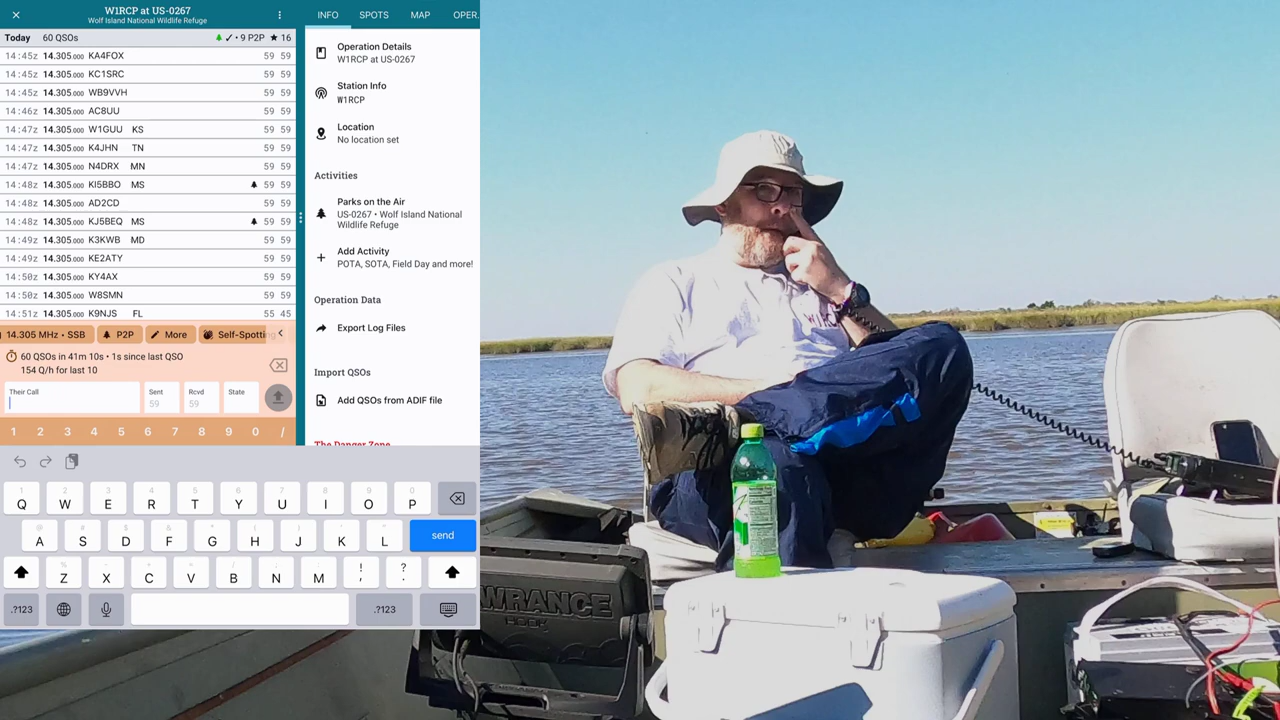 W1RCP at US-0267
Wolf Island National Wildlife Refuge
Today 60 QSOs ✓ • 9 P2P ★ 16
14:45z 14.305.000 KA4FOX 59 59
14:45z 14.305.000 KC1SRC 59 59
14:45z 14.305.000 WB9VVH 59 59
14:46z 14.305.000 AC8UU 59 59
14:47z 14.305.000 W1GUU KS 59 59
14:47z 14.305.000 K4JHN TN 59 59
14:47z 14.305.000 N4DRX MN 59 59
14:48z 14.305.000 KI5BBO MS 59 59
14:48z 14.305.000 AD2CD 59 59
14:48z 14.305.000 KJ5BEQ MS 59 59
14:49z 14.305.000 K3KWB MD 59 59
14:49z 14.305.000 KE2ATY 59 59
14:50z 14.305.000 KY4AX 59 59
14:50z 14.305.000 W8SMN 59 59
14:51z 14.305.000 K9NJS FL 55 45
14.305 MHz • SSB P2P More Self-Spotting
60 QSOs in 41m 10s • 1s since last QSO
154 Q/h for last 10
Their Call Sent Rcvd State
59 59
1 2 3 4 5 6 7 8 9 0 /
INFO SPOTS MAP OPER.
Operation Details
W1RCP at US-0267
Station Info
W1RCP
Location
No location set
Activities
Parks on the Air
US-0267 • Wolf Island National
Wildlife Refuge
Add Activity
POTA, SOTA, Field Day and more!
Operation Data
Export Log Files
Import QSOs
Add QSOs from ADIF file
The Danger Zone
1 2 3 4 5 6 7 8 9 0
Q W E R T Y U I O P
A S D F G H J K L send
Z X C V B N M ! , ? .
.?123 .?123
LOWRANCE
HOOK